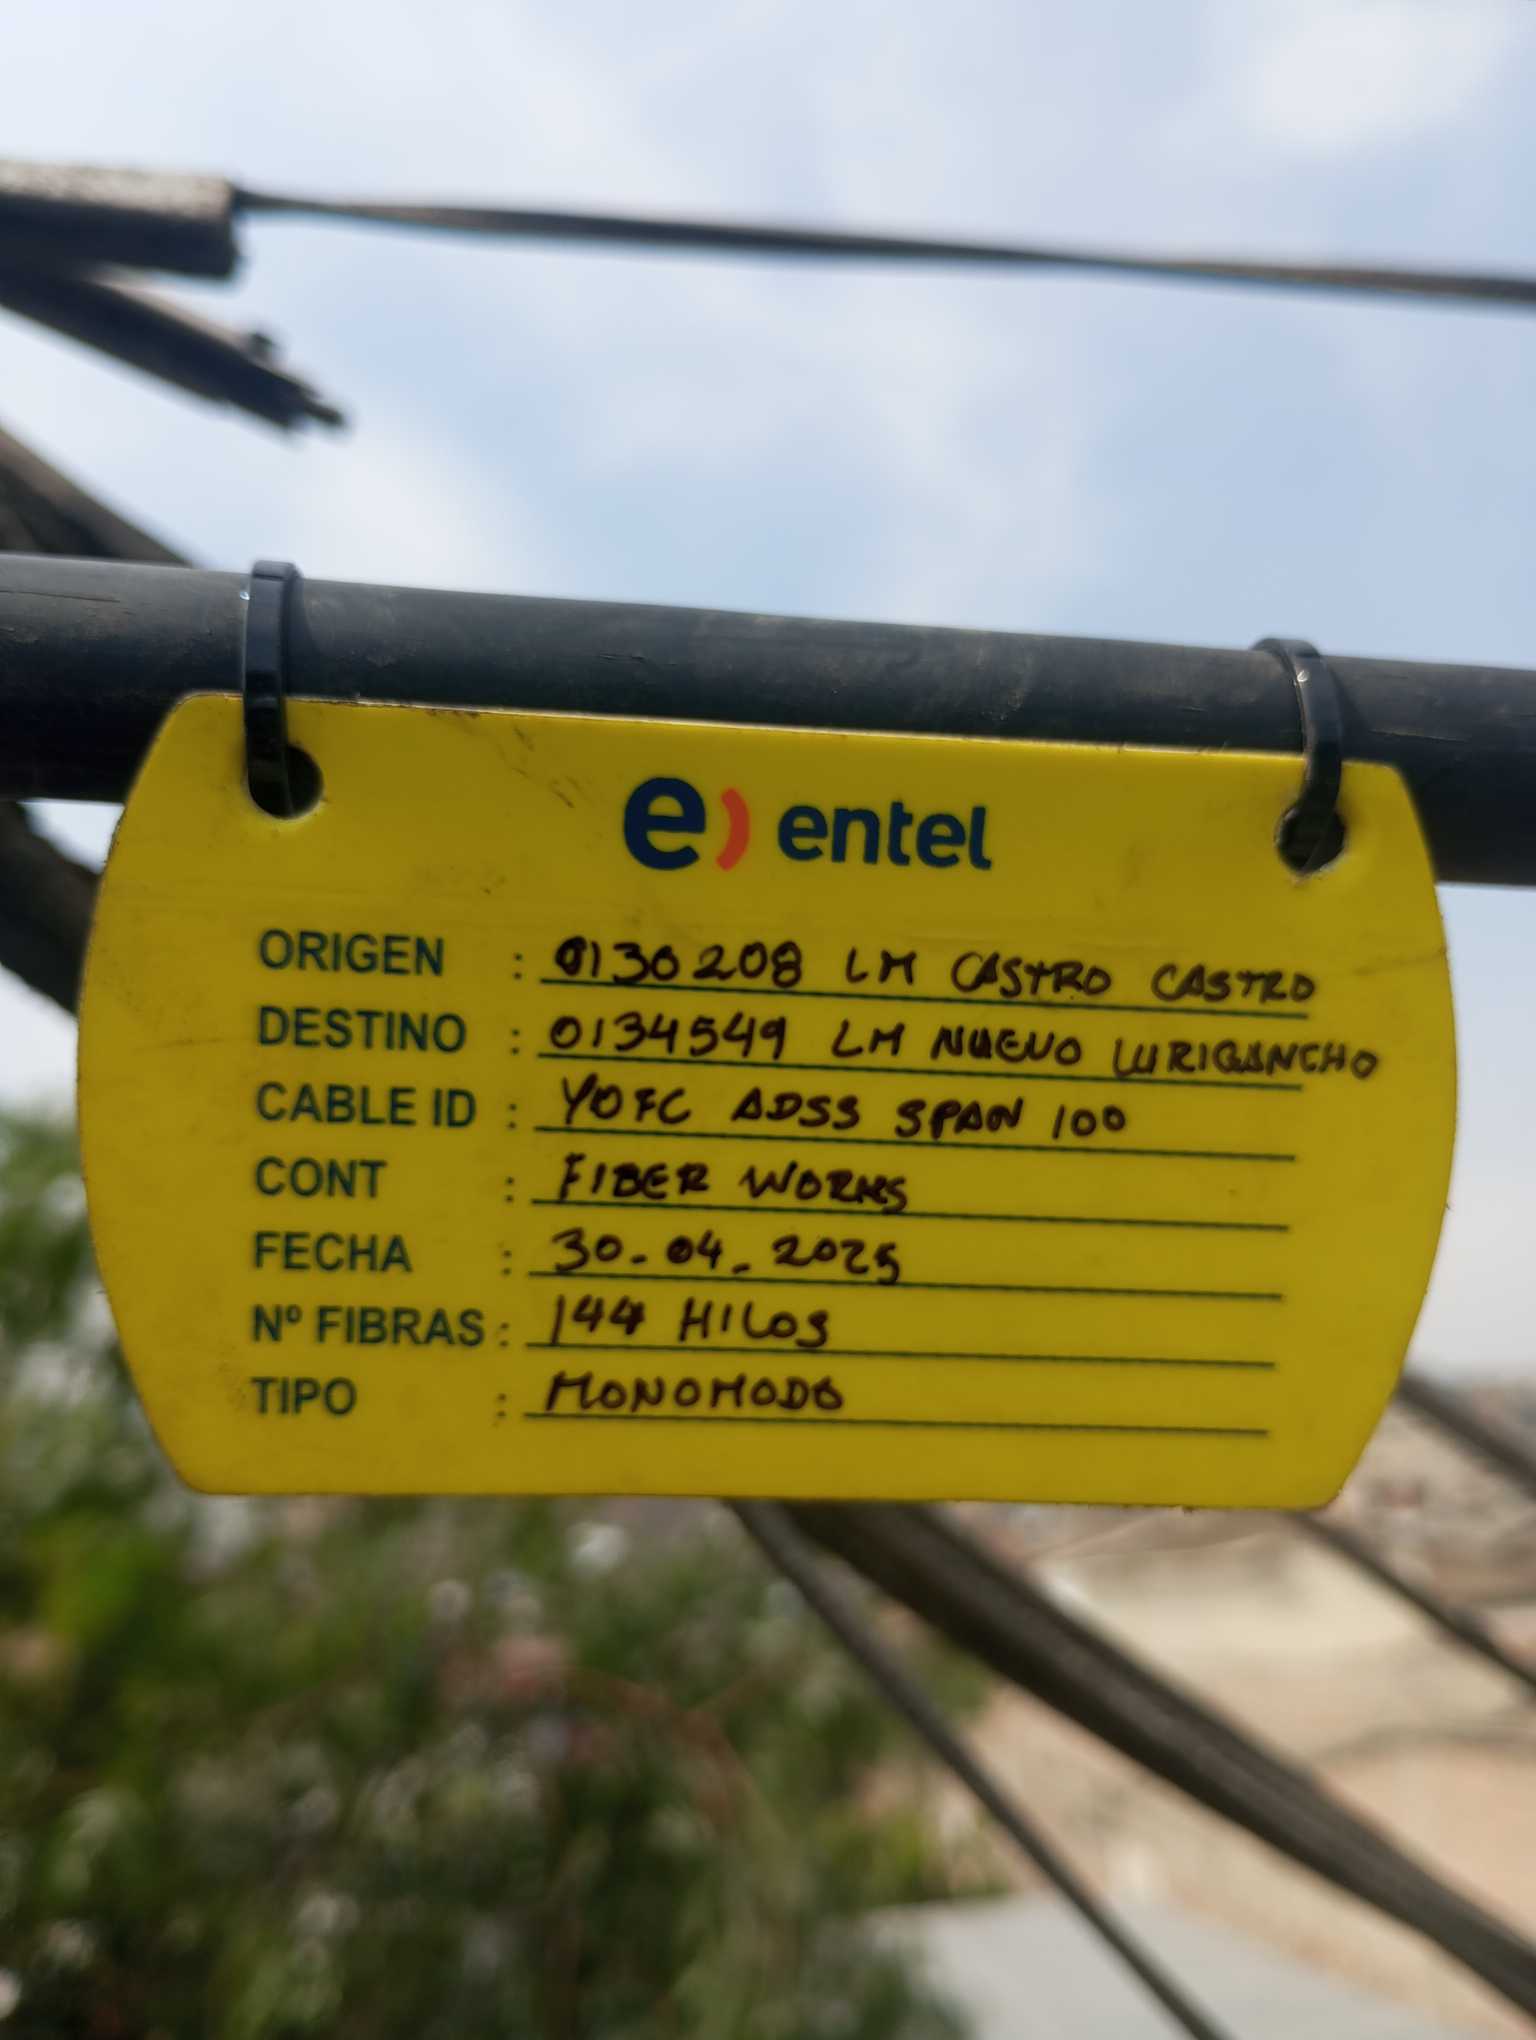 e) entel
ORIGEN : 0130208 LM CASTRO CASTRO
DESTINO : 0134549 LM NUEVO LURIGANCHO
CABLE ID : YOFC ADSS SPAN 100
CONT : FIBER WORKS
FECHA : 30-04-2025
Nº FIBRAS : 144 HILOS
TIPO : MONOMODO